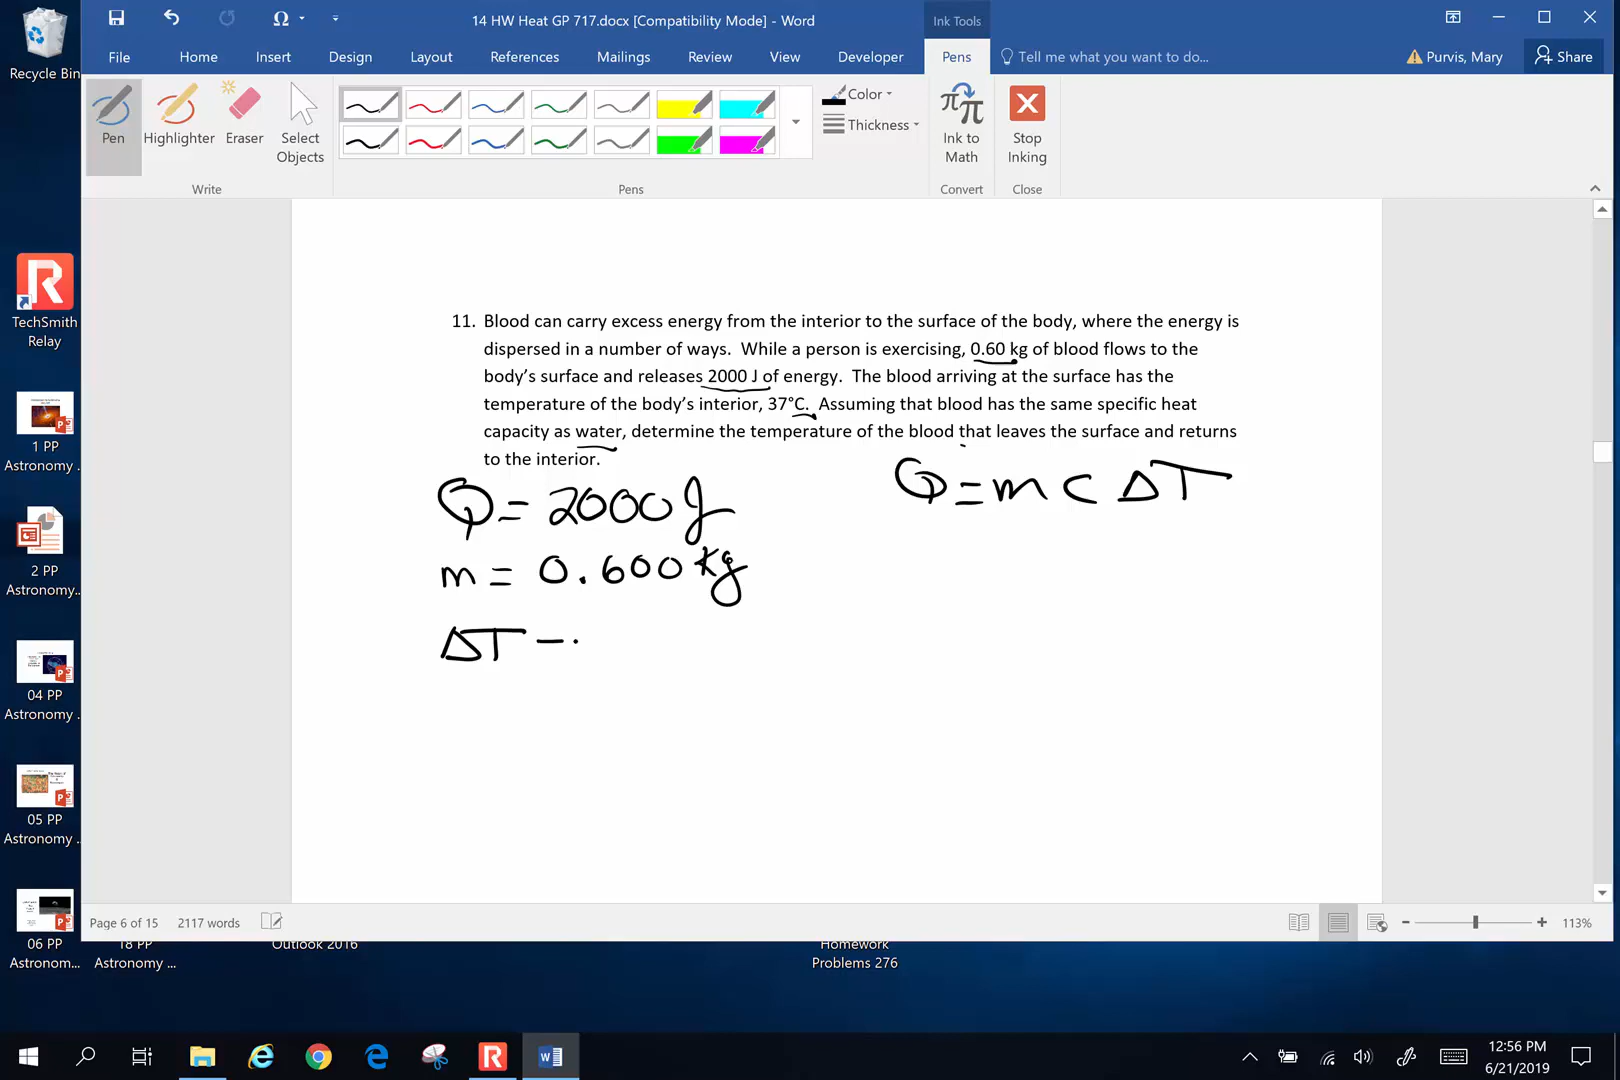 Recycle Bin
TechSmith Relay
1 PP Astronomy ...
2 PP Astronomy...
04 PP Astronomy ...
05 PP Astronomy ...
06 PP Astronom...
18 PP Astronomy ...
Outlook 2016
Homework Problems 276
14 HW Heat GP 717.docx [Compatibility Mode] - Word
Ink Tools
File Home Insert Design Layout References Mailings Review View Developer Pens Tell me what you want to do... Purvis, Mary Share
Pen Highlighter Eraser Select Objects
Color
Thickness
Ink to Math
Stop Inking
Write Pens Convert Close
11. Blood can carry excess energy from the interior to the surface of the body, where the energy is
dispersed in a number of ways. While a person is exercising, 0.60 kg of blood flows to the
body's surface and releases 2000 J of energy. The blood arriving at the surface has the
temperature of the body's interior, 37°C. Assuming that blood has the same specific heat
capacity as water, determine the temperature of the blood that leaves the surface and returns
to the interior.
Q = m c ΔT
Q = 2000 J
m = 0.600 kg
ΔT -
Page 6 of 15 2117 words 113%
12:56 PM
6/21/2019